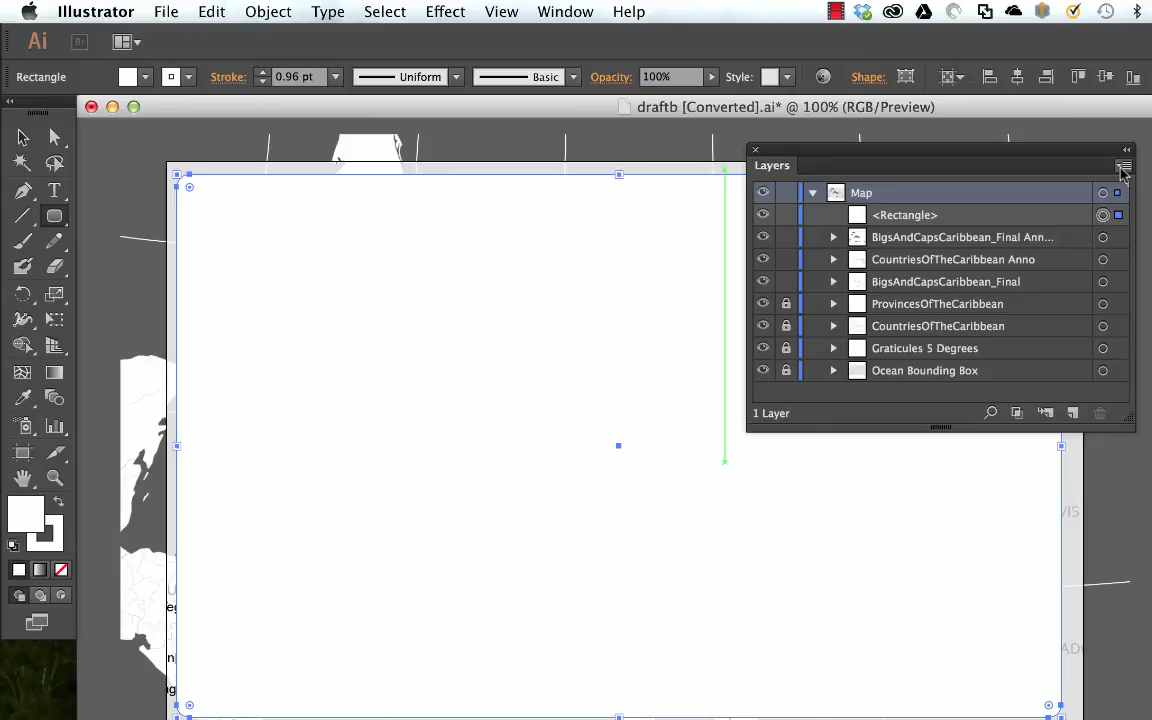 Illustrator File Edit Object Type Select Effect View Window Help
Ai Br
Rectangle Stroke: 0.96 pt Uniform Basic Opacity: 100% Style: Shape:
draftb [Converted].ai* @ 100% (RGB/Preview)
Layers
Map
<Rectangle>
BigsAndCapsCaribbean_Final Ann...
CountriesOfTheCaribbean Anno
BigsAndCapsCaribbean_Final
ProvincesOfTheCaribbean
CountriesOfTheCaribbean
Graticules 5 Degrees
Ocean Bounding Box
1 Layer
T
VIS